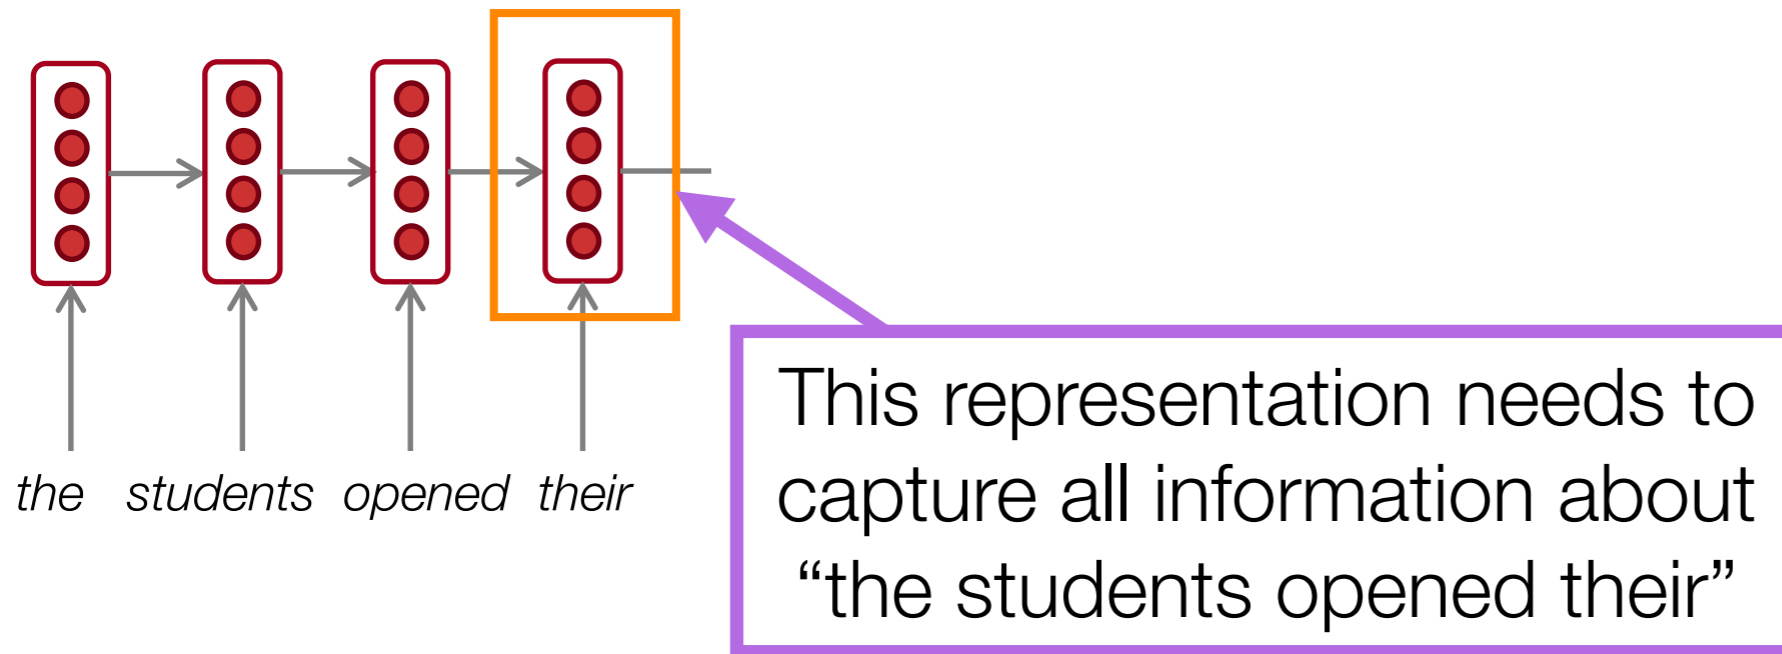 the students opened their
This representation needs to
capture all information about
“the students opened their”